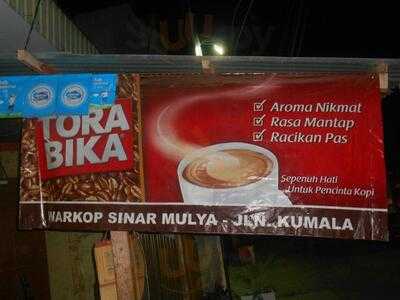 TORA
BIKA
Aroma Nikmat
Rasa Mantap
Racikan Pas
Sepenuh Hati
Untuk Pencinta Kopi
WARKOP SINAR MULYA - JLN. KUMALA